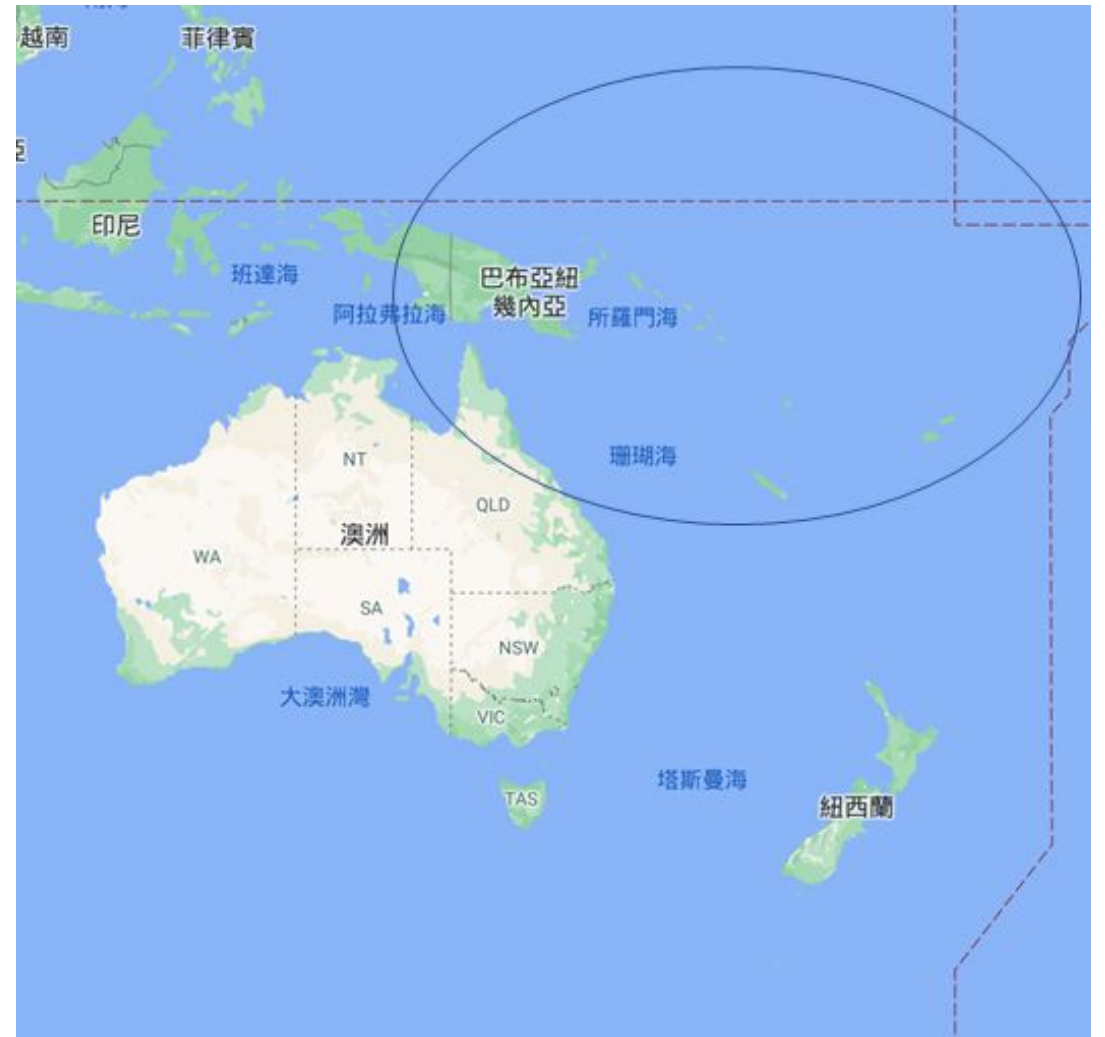 越南
菲律賓
印尼
班達海
阿拉弗拉海
巴布亞紐
幾內亞
所羅門海
珊瑚海
NT
QLD
澳洲
WA
SA
NSW
大澳洲灣
VIC
塔斯曼海
TAS
紐西蘭